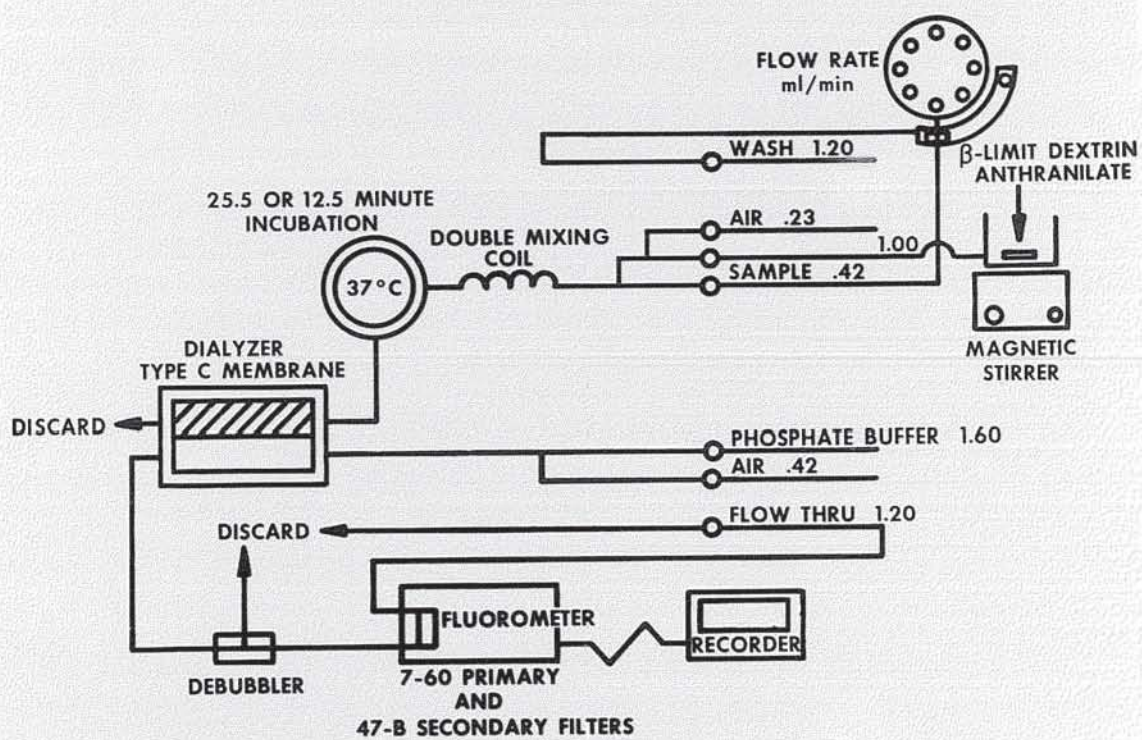 FLOW RATE
ml/min
WASH 1.20
β-LIMIT DEXTRIN
ANTHRANILATE
25.5 OR 12.5 MINUTE
INCUBATION
AIR .23
DOUBLE MIXING
COIL
1.00
37°C
SAMPLE .42
MAGNETIC
STIRRER
DIALYZER
TYPE C MEMBRANE
DISCARD
PHOSPHATE BUFFER 1.60
AIR .42
FLOW THRU 1.20
DISCARD
FLUOROMETER
RECORDER
DEBUBBLER
7-60 PRIMARY
AND
47-B SECONDARY FILTERS